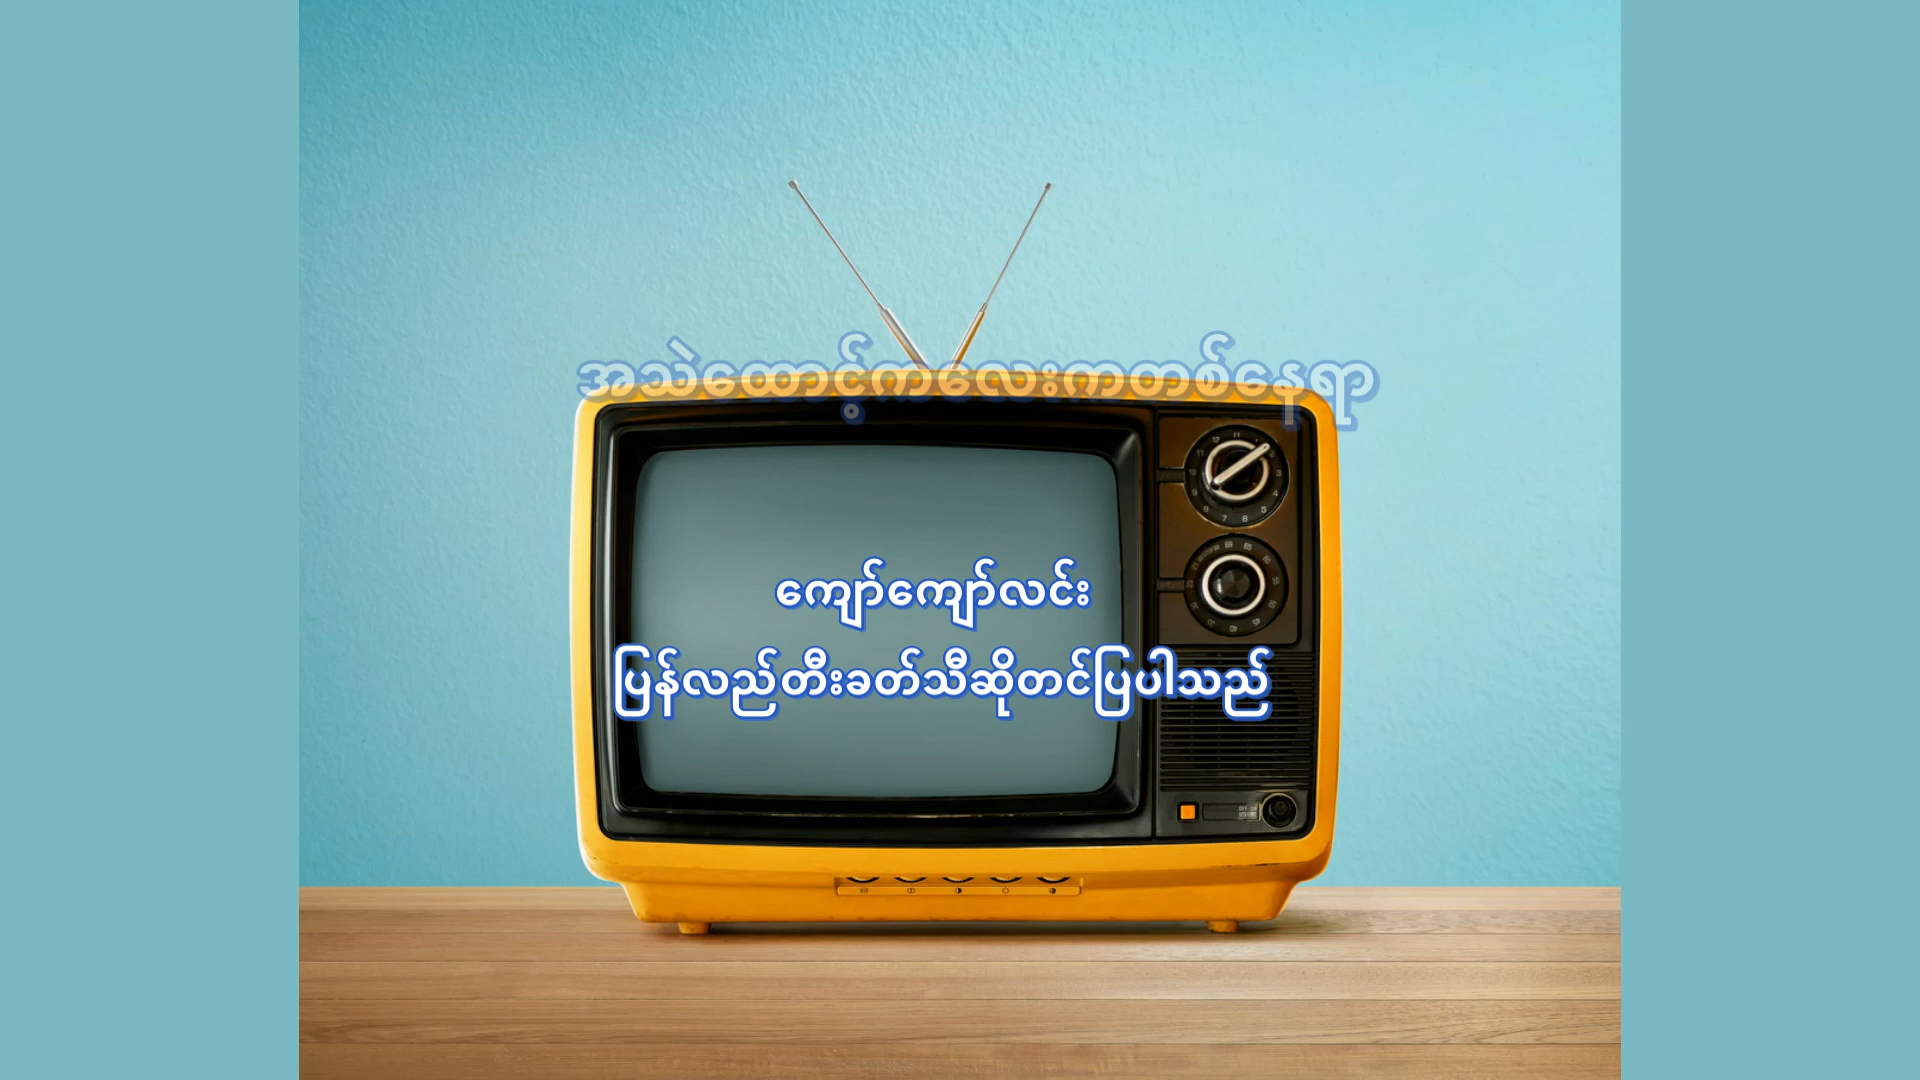 အသဲထောင့်ကလေးကတစ်နေရာ
ကျော်ကျော်လင်း
ပြန်လည်တီးခတ်သီဆိုတင်ပြပါသည်